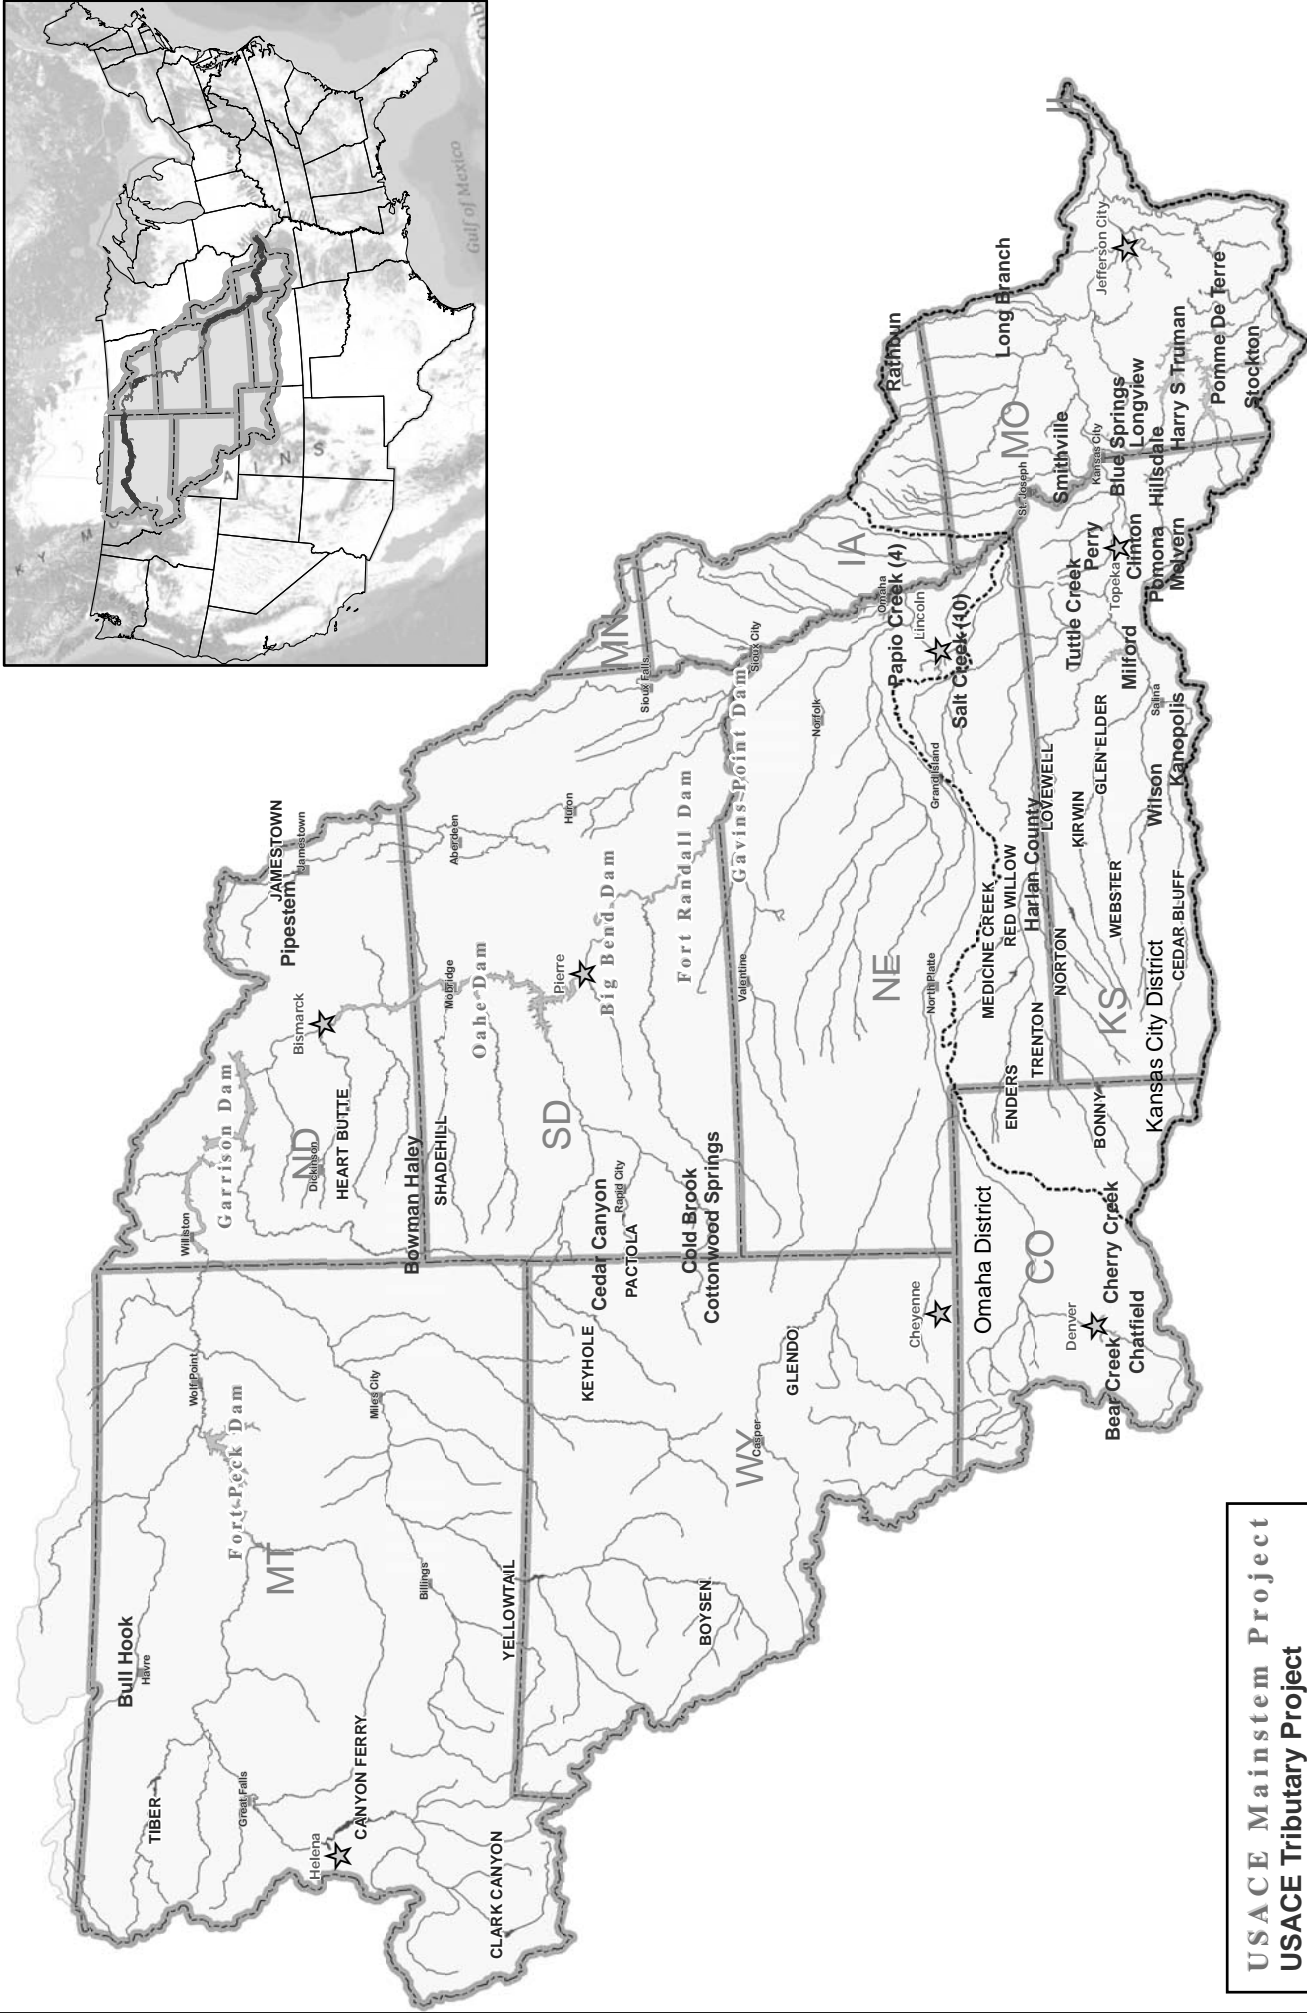 Gulf of Mexico
Cub
K Y
M
A I N S
USACE Mainstem Project
USACE Tributary Project
MT
Bull Hook
Havre
TIBER
Great Falls
Helena
CANYON FERRY
CLARK CANYON
Fort Peck Dam
Wolf Point
Miles City
Billings
YELLOWTAIL
BOYSEN
WY
Casper
KEYHOLE
GLENDO
Cheyenne
ND
Williston
Garrison Dam
Dickinson
HEART BUTTE
Bismarck
Bowman Haley
JAMESTOWN
Jamestown
Pipestem
SD
SHADEHILL
Mobridge
Oahe Dam
Aberdeen
Huron
Pierre
Big Bend Dam
Fort Randall Dam
Gavins Point Dam
Cedar Canyon
Rapid City
PACTOLA
Cold Brook
Cottonwood Springs
MN
Sioux Falls
Sioux City
IA
NE
Valentine
Norfolk
North Platte
Grand Island
Omaha
Papio Creek (4)
Lincoln
Salt Creek (10)
MEDICINE CREEK
RED WILLOW
Harlan County
ENDERS
TRENTON
Omaha District
CO
Denver
Bear Creek
Cherry Creek
Chatfield
BONNY
Kansas City District
KS
NORTON
LOVEWELL
KIRWIN
GLEN ELDER
WEBSTER
CEDAR BLUFF
Wilson
Kanopolis
Salina
Milford
Tuttle Creek
Perry
Topeka
Clinton
Pomona
Melvern
Hillsdale
MO
Rathbun
Long Branch
St. Joseph
Smithville
Kansas City
Blue Springs
Longview
Harry S Truman
Pomme De Terre
Stockton
Jefferson City
IL